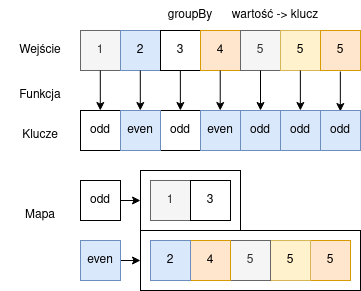 groupBy wartość -> klucz
Wejście 1 2 3 4 5 5 5
Funkcja
Klucze odd even odd even odd odd odd
odd 1 3
Mapa
even 2 4 5 5 5